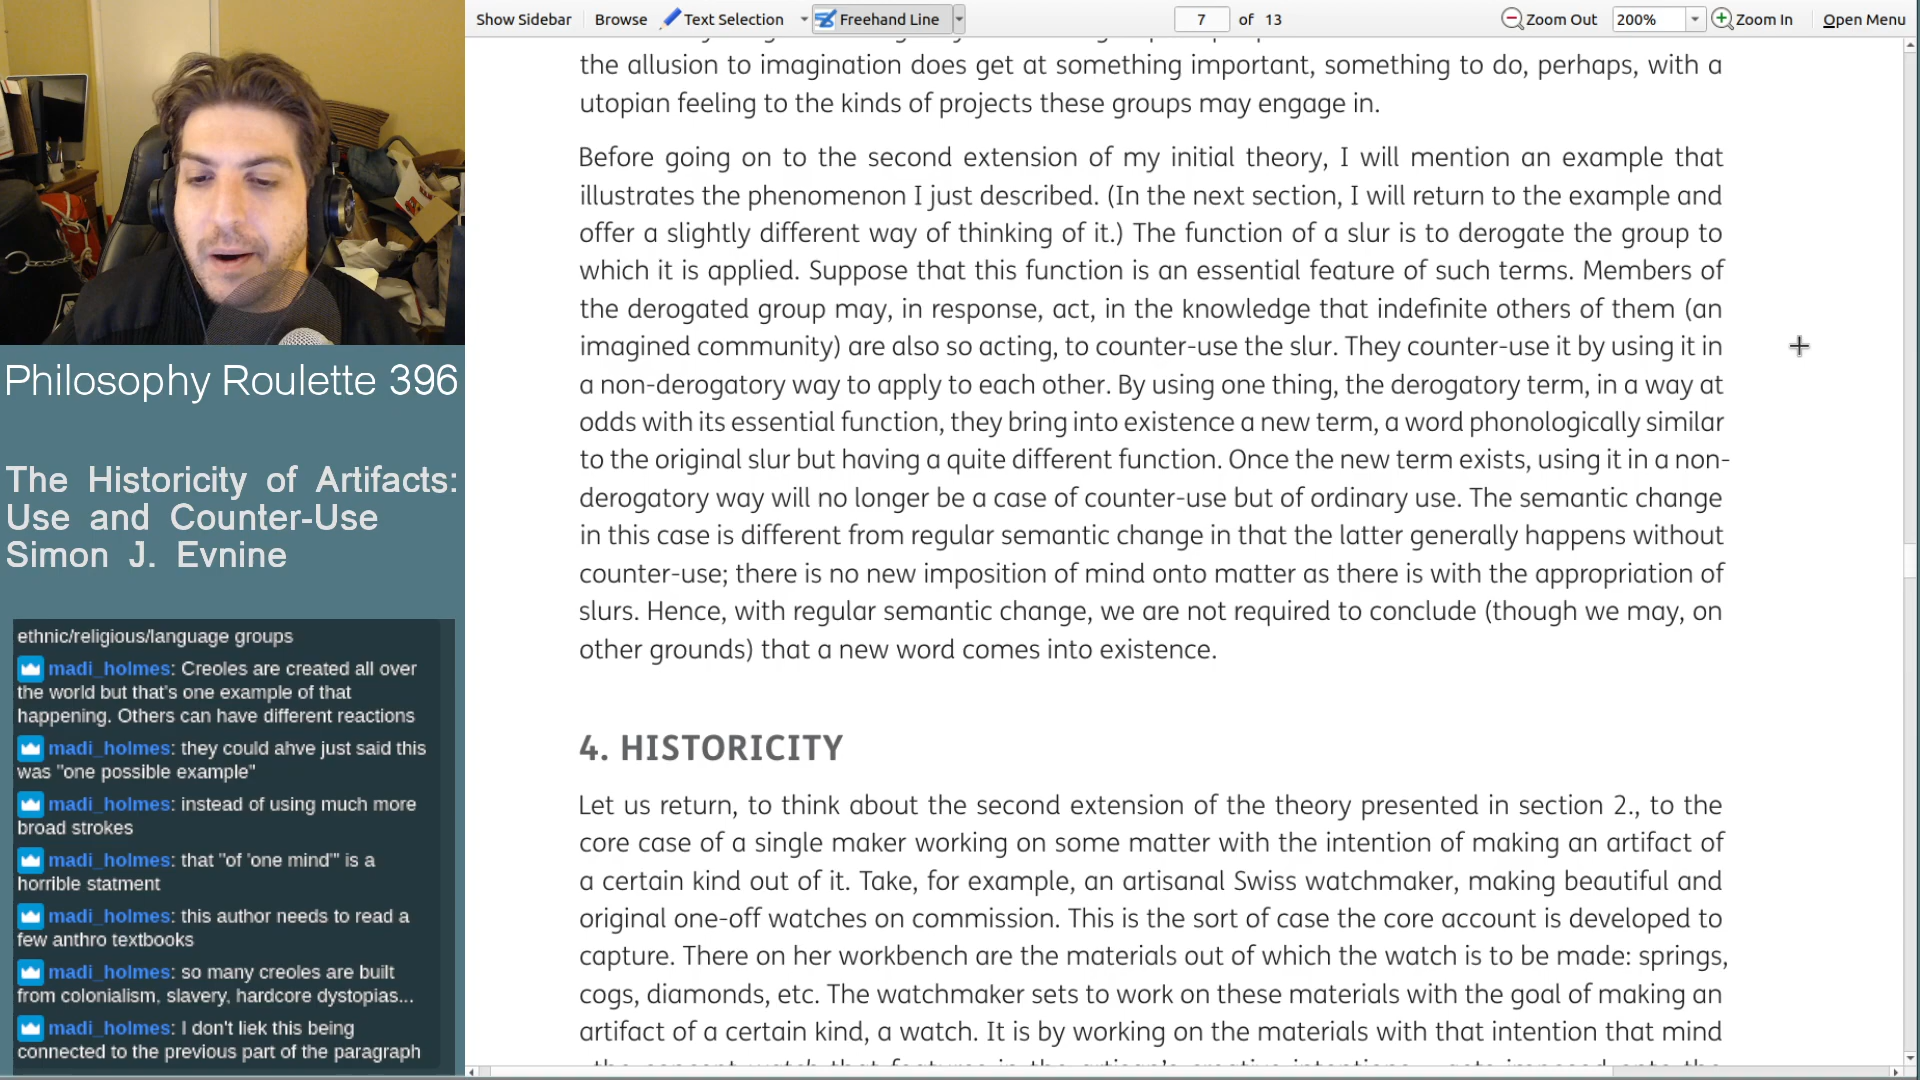 Show Sidebar Browse Text Selection Freehand Line 7 of 13 Zoom Out 200% Zoom In Open Menu
the allusion to imagination does get at something important, something to do, perhaps, with a
utopian feeling to the kinds of projects these groups may engage in.
Before going on to the second extension of my initial theory, I will mention an example that
illustrates the phenomenon I just described. (In the next section, I will return to the example and
offer a slightly different way of thinking of it.) The function of a slur is to derogate the group to
which it is applied. Suppose that this function is an essential feature of such terms. Members of
the derogated group may, in response, act, in the knowledge that indefinite others of them (an
imagined community) are also so acting, to counter-use the slur. They counter-use it by using it in
a non-derogatory way to apply to each other. By using one thing, the derogatory term, in a way at
odds with its essential function, they bring into existence a new term, a word phonologically similar
to the original slur but having a quite different function. Once the new term exists, using it in a non-
derogatory way will no longer be a case of counter-use but of ordinary use. The semantic change
in this case is different from regular semantic change in that the latter generally happens without
counter-use; there is no new imposition of mind onto matter as there is with the appropriation of
slurs. Hence, with regular semantic change, we are not required to conclude (though we may, on
other grounds) that a new word comes into existence.
4. HISTORICITY
Let us return, to think about the second extension of the theory presented in section 2., to the
core case of a single maker working on some matter with the intention of making an artifact of
a certain kind out of it. Take, for example, an artisanal Swiss watchmaker, making beautiful and
original one-off watches on commission. This is the sort of case the core account is developed to
capture. There on her workbench are the materials out of which the watch is to be made: springs,
cogs, diamonds, etc. The watchmaker sets to work on these materials with the goal of making an
artifact of a certain kind, a watch. It is by working on the materials with that intention that mind
Philosophy Roulette 396
The Historicity of Artifacts:
Use and Counter-Use
Simon J. Evnine
ethnic/religious/language groups
madi_holmes: Creoles are created all over
the world but that's one example of that
happening. Others can have different reactions
madi_holmes: they could ahve just said this
was "one possible example"
madi_holmes: instead of using much more
broad strokes
madi_holmes: that "of 'one mind'" is a
horrible statment
madi_holmes: this author needs to read a
few anthro textbooks
madi_holmes: so many creoles are built
from colonialism, slavery, hardcore dystopias...
madi_holmes: I don't liek this being
connected to the previous part of the paragraph